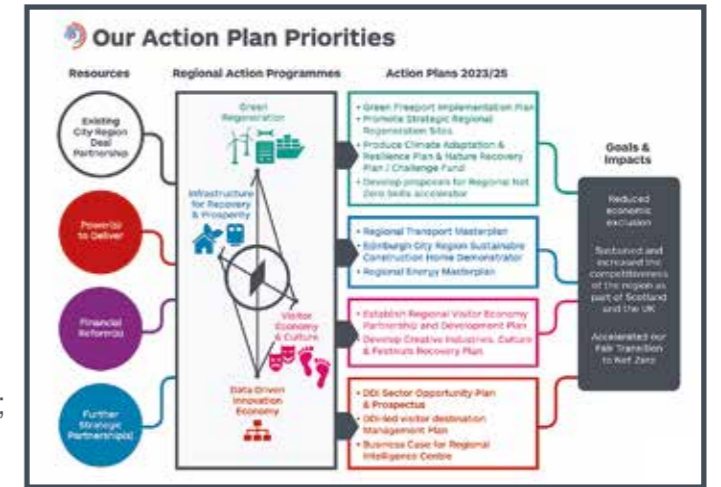 Our Action Plan Priorities
Resources
Regional Action Programmes
Action Plans 2023/25
Existing
City Region
Deal
Partnership
Power(s)
to Deliver
Financial
Reform(s)
Further
Strategic
Partnership(s)
Green
Regeneration
Infrastructure
for Recovery
& Prosperity
Visitor
Economy
& Culture
Data Driven
Innovation
Economy
• Green Freeport Implementation Plan
• Promote Strategic Regional
Regeneration Sites
• Produce Climate Adaptation &
Resilience Plan & Nature Recovery
Plan / Challenge Fund
• Develop proposals for Regional Net
Zero Skills accelerator
• Regional Transport Masterplan
• Edinburgh City Region Sustainable
Construction Home Demonstrator
• Regional Energy Masterplan
• Establish Regional Visitor Economy
Partnership and Development Plan
• Develop Creative Industries, Culture
& Festivals Recovery Plan
• DDI Sector Opportunity Plan
& Prospectus
• DDI-led visitor destination
Management Plan
• Business Case for Regional
Intelligence Centre
Goals &
Impacts
Reduced
economic
exclusion
Sustained and
increased the
competitiveness
of the region as
part of Scotland
and the UK
Accelerated our
Fair Transition
to Net Zero
;